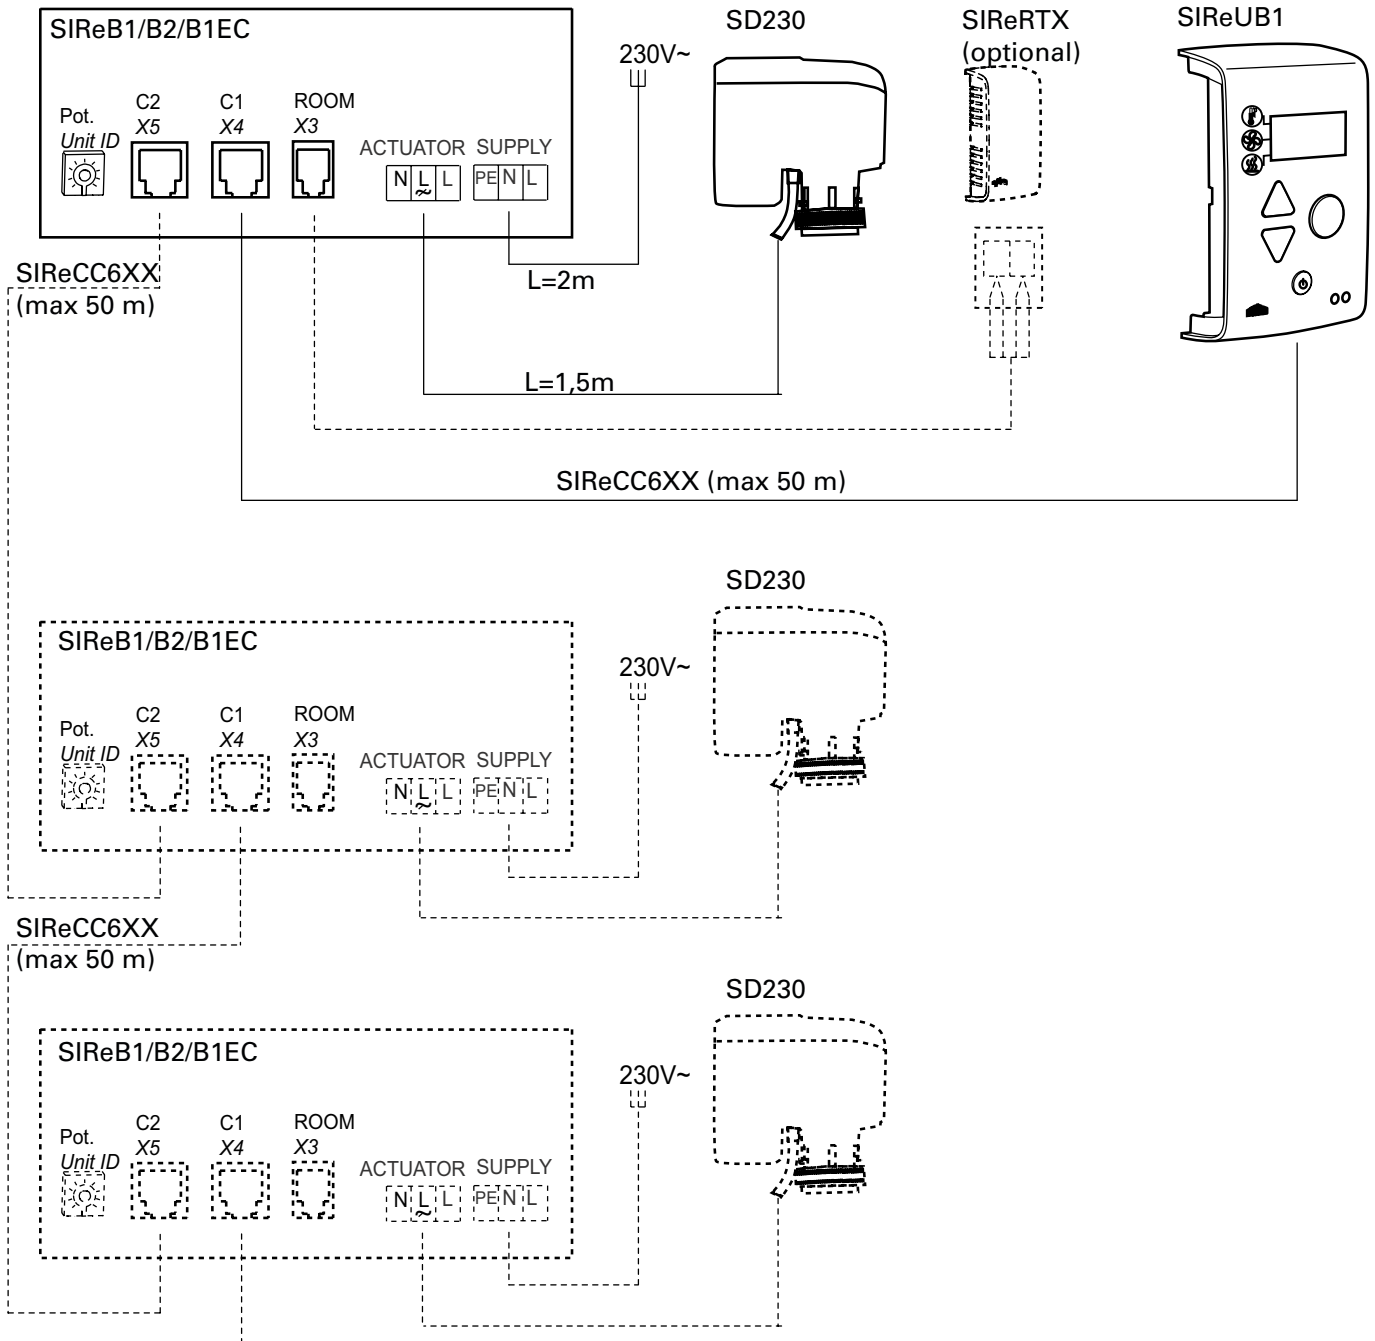 SIReB1/B2/B1EC
230V~
SD230
SIReRTX
(optional)
SIReUB1
Pot.
Unit ID
C2
X5
C1
X4
ROOM
X3
ACTUATOR SUPPLY
N L L PE N L
~
SIReCC6XX
(max 50 m)
L=2m
L=1,5m
SIReCC6XX (max 50 m)
SD230
SIReB1/B2/B1EC
230V~
Pot.
Unit ID
C2
X5
C1
X4
ROOM
X3
ACTUATOR SUPPLY
N L L PE N L
~
SIReCC6XX
(max 50 m)
SD230
SIReB1/B2/B1EC
230V~
Pot.
Unit ID
C2
X5
C1
X4
ROOM
X3
ACTUATOR SUPPLY
N L L PE N L
~